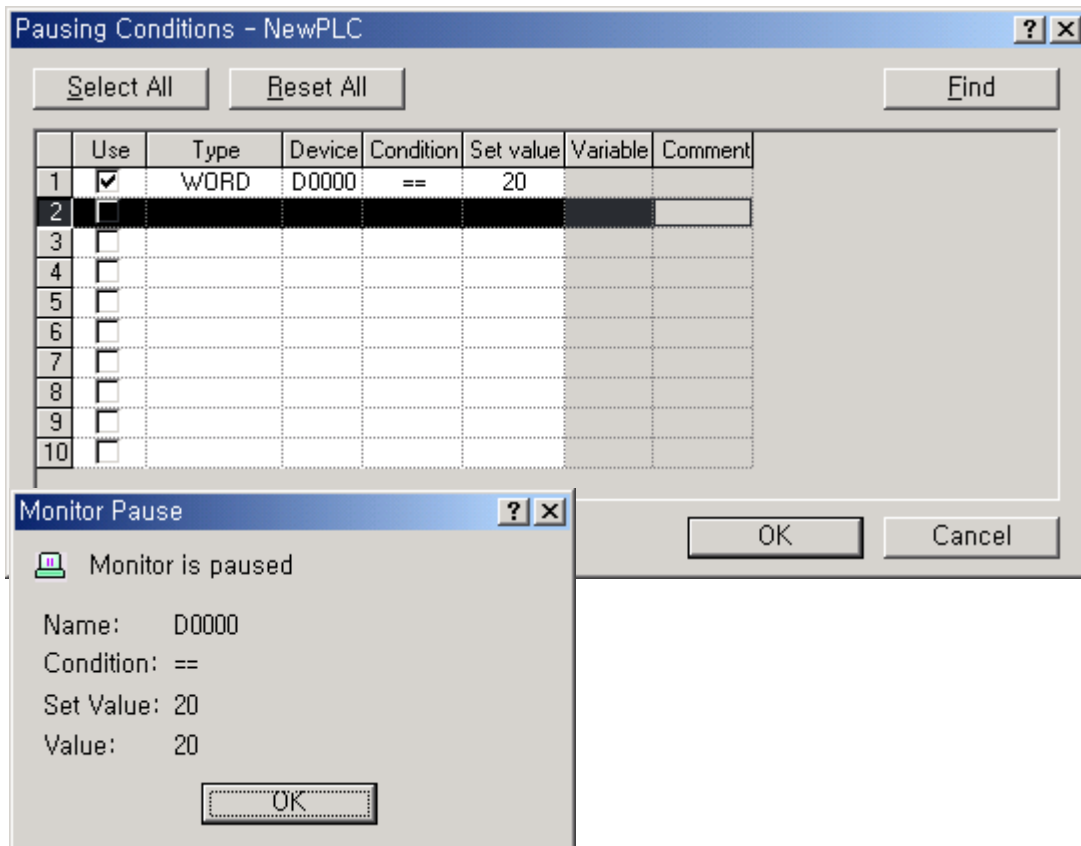 Pausing Conditions - NewPLC
Select All Reset All Find
Use Type Device Condition Set value Variable Comment
1 WORD D0000 == 20
2
3
4
5
6
7
8
9
10
OK Cancel
Monitor Pause
Monitor is paused
Name: D0000
Condition: ==
Set Value: 20
Value: 20
OK